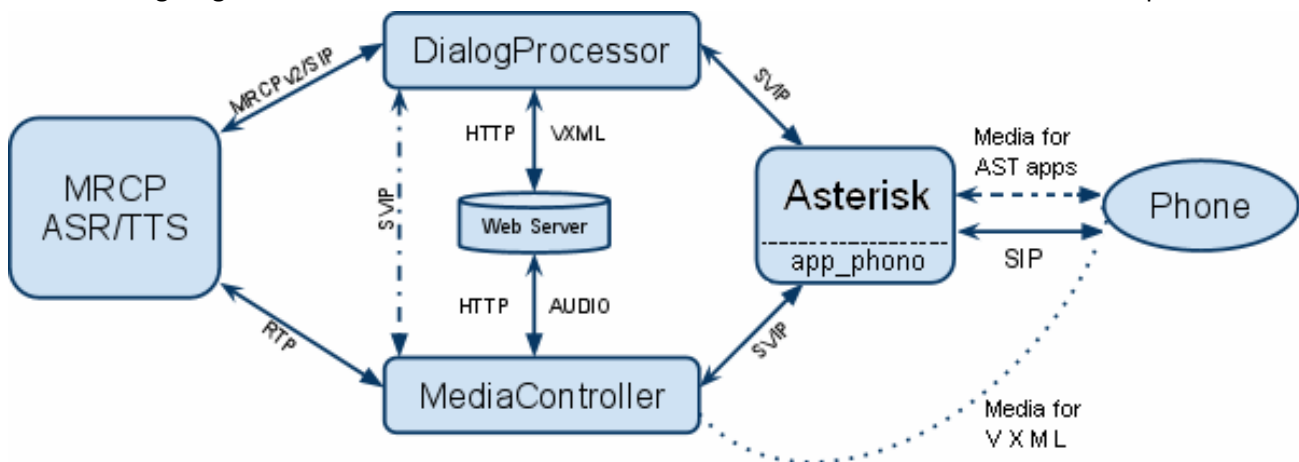 DialogProcessor
MRCPv2/SIP
SVIP
HTTP VXML
MRCP
ASR/TTS
SVIP
Web Server
Asterisk
app_phono
Media for
AST apps
Phone
SIP
HTTP AUDIO
RTP
SVIP
MediaController
Media for
V X M L